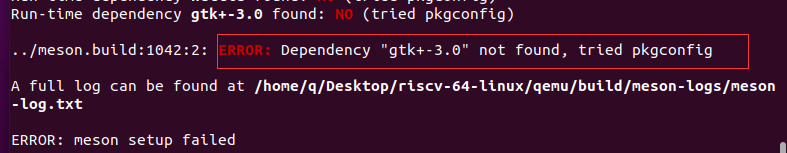 Run-time dependency gtk+-3.0 found: NO (tried pkgconfig)
../meson.build:1042:2: ERROR: Dependency "gtk+-3.0" not found, tried pkgconfig
A full log can be found at /home/q/Desktop/riscv-64-linux/qemu/build/meson-logs/meson
-log.txt
ERROR: meson setup failed